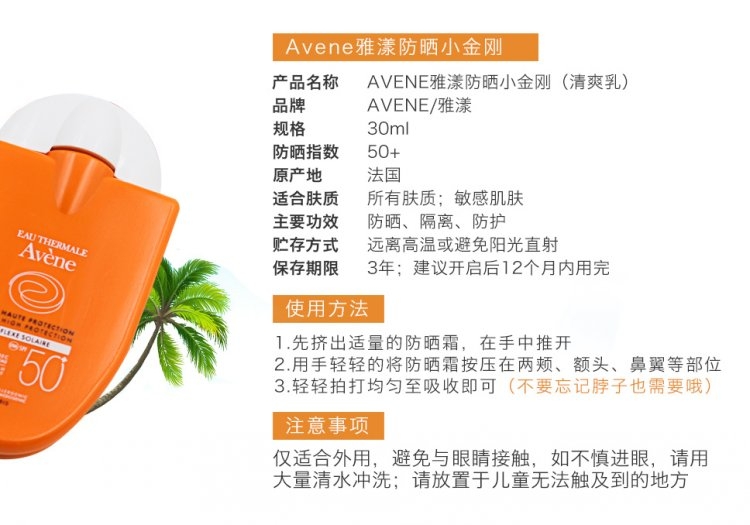 Avene雅漾防晒小金刚
产品名称 AVENE雅漾防晒小金刚（清爽乳）
品牌 AVENE/雅漾
规格 30ml
防晒指数 50+
原产地 法国
适合肤质 所有肤质；敏感肌肤
主要功效 防晒、隔离、防护
贮存方式 远离高温或避免阳光直射
保存期限 3年；建议开启后12个月内用完
使用方法
1.先挤出适量的防晒霜，在手中推开
2.用手轻轻的将防晒霜按压在两颊、额头、鼻翼等部位
3.轻轻拍打均匀至吸收即可（不要忘记脖子也需要哦）
注意事项
仅适合外用，避免与眼睛接触，如不慎进眼，请用
大量清水冲洗；请放置于儿童无法触及到的地方
EAU THERMALE
Avène
HAUTE PROTECTION
HIGH PROTECTION
FLEXE SOLAIRE
SPF
50+